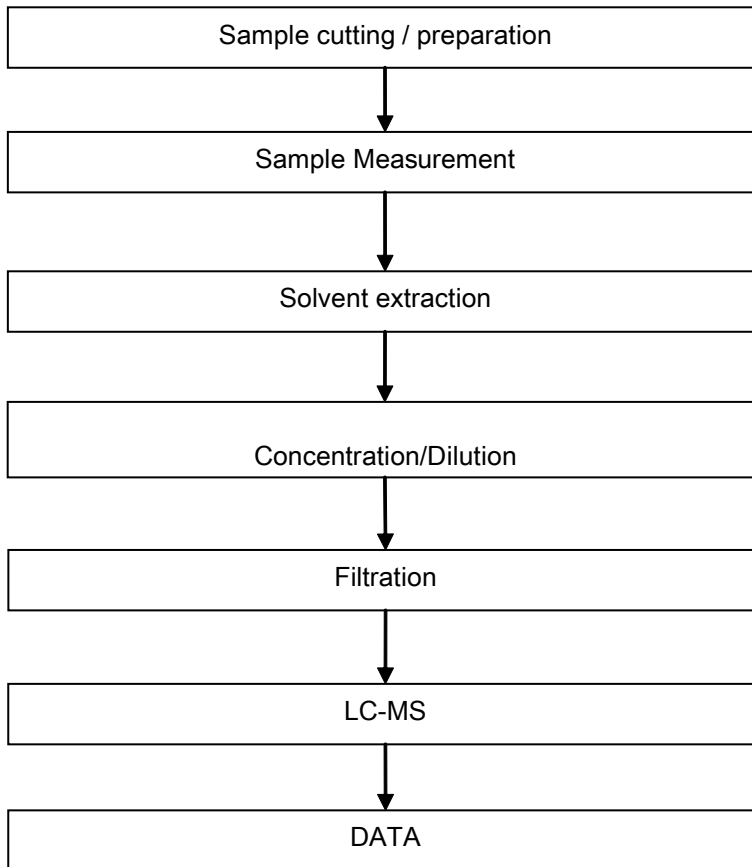 Sample cutting / preparation
Sample Measurement
Solvent extraction
Concentration/Dilution
Filtration
LC-MS
DATA